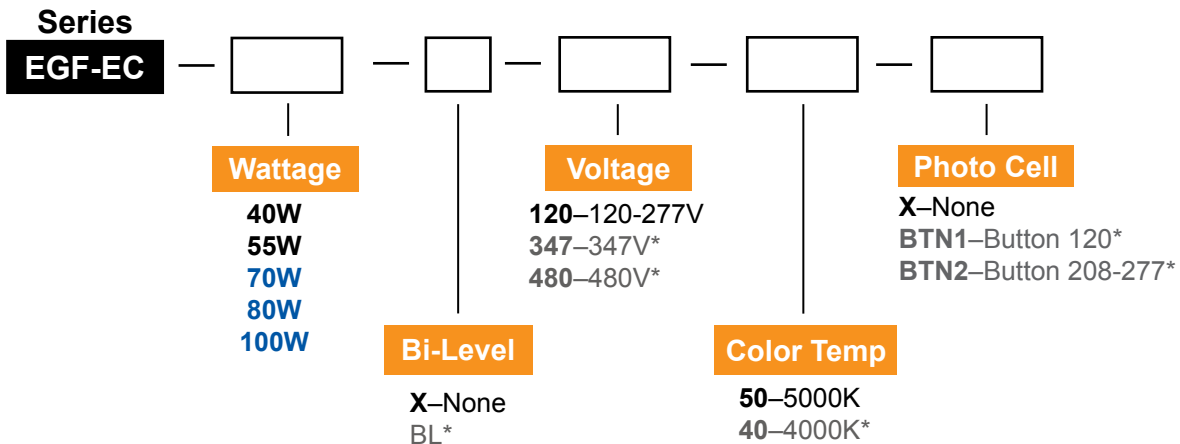 Series
EGF-EC
Wattage
40W
55W
70W
80W
100W
Bi-Level
X–None
BL*
Voltage
120–120-277V
347–347V*
480–480V*
Color Temp
50–5000K
40–4000K*
Photo Cell
X–None
BTN1–Button 120*
BTN2–Button 208-277*